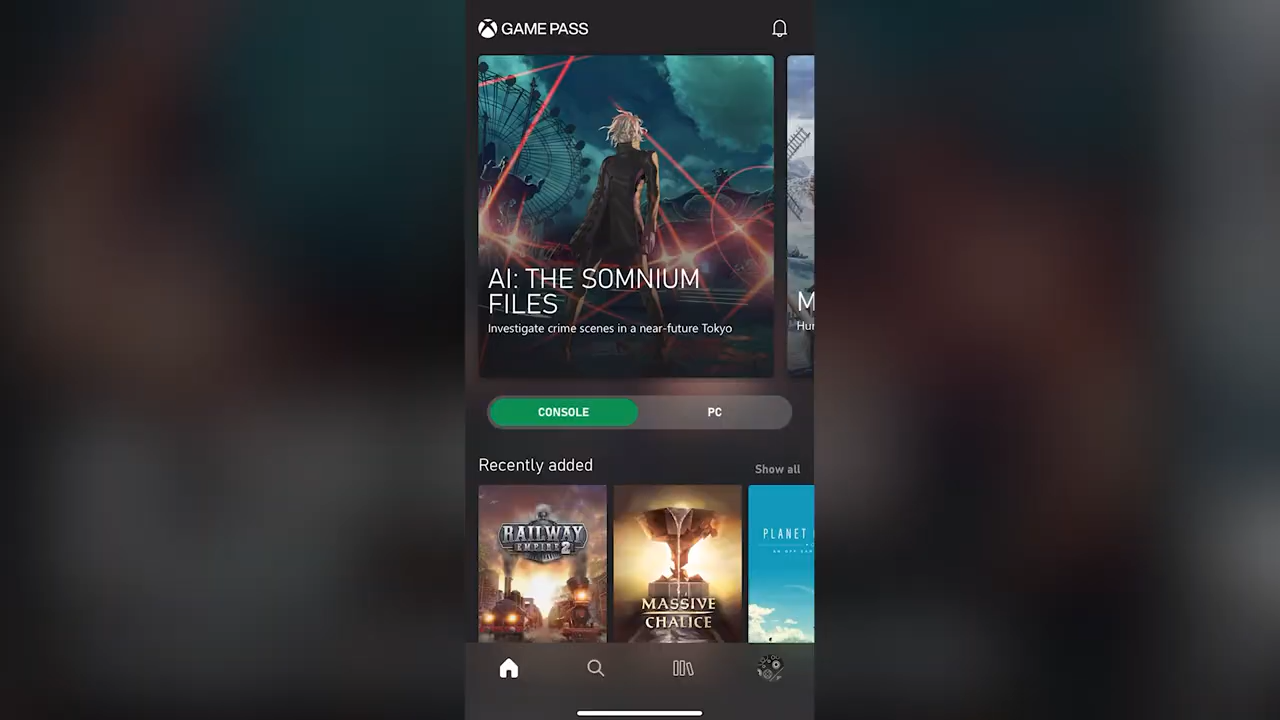 GAME PASS
AI: THE SOMNIUM
FILES
Investigate crime scenes in a near-future Tokyo
M
Hu
CONSOLE
PC
Recently added
Show all
RAILWAY
EMPIRE 2
MASSIVE
CHALICE
PLANET